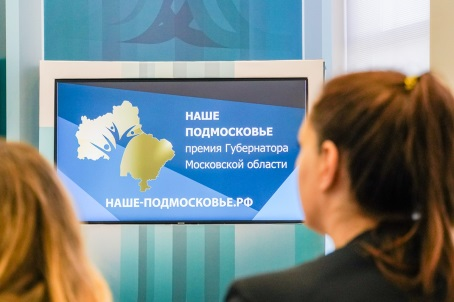 НАШЕ
ПОДМОСКОВЬЕ
премия Губернатора
Московской области
НАШЕ-ПОДМОСКОВЬЕ.РФ